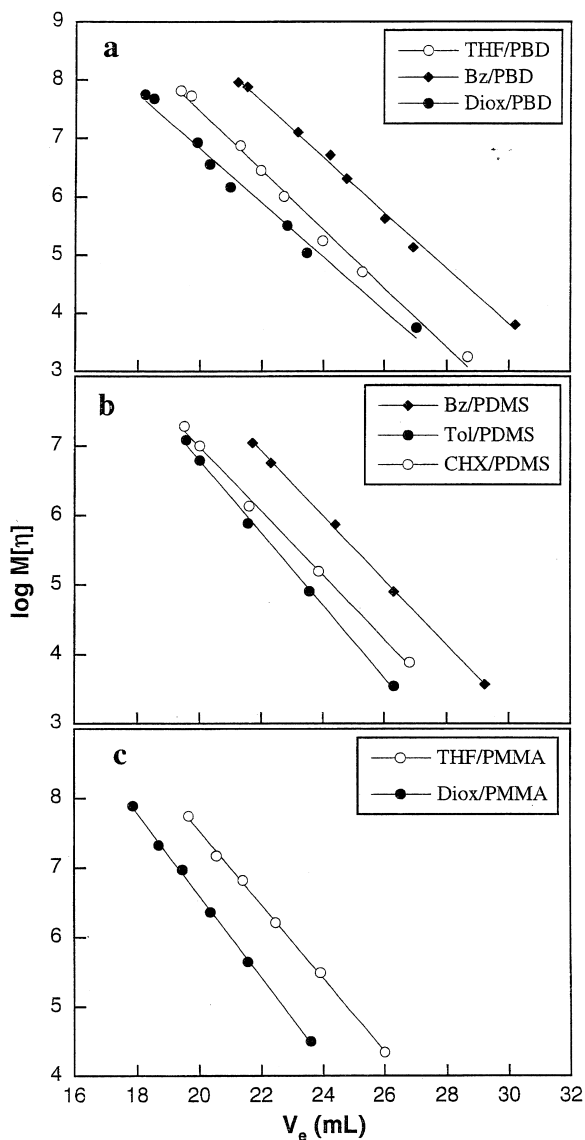 a
THF/PBD
Bz/PBD
Diox/PBD
9
8
7
6
5
4
3
b
Bz/PDMS
Tol/PDMS
CHX/PDMS
7
6
5
4
3
log M[η]
c
THF/PMMA
Diox/PMMA
8
7
6
5
4
16 18 20 22 24 26 28 30 32
Ve (mL)